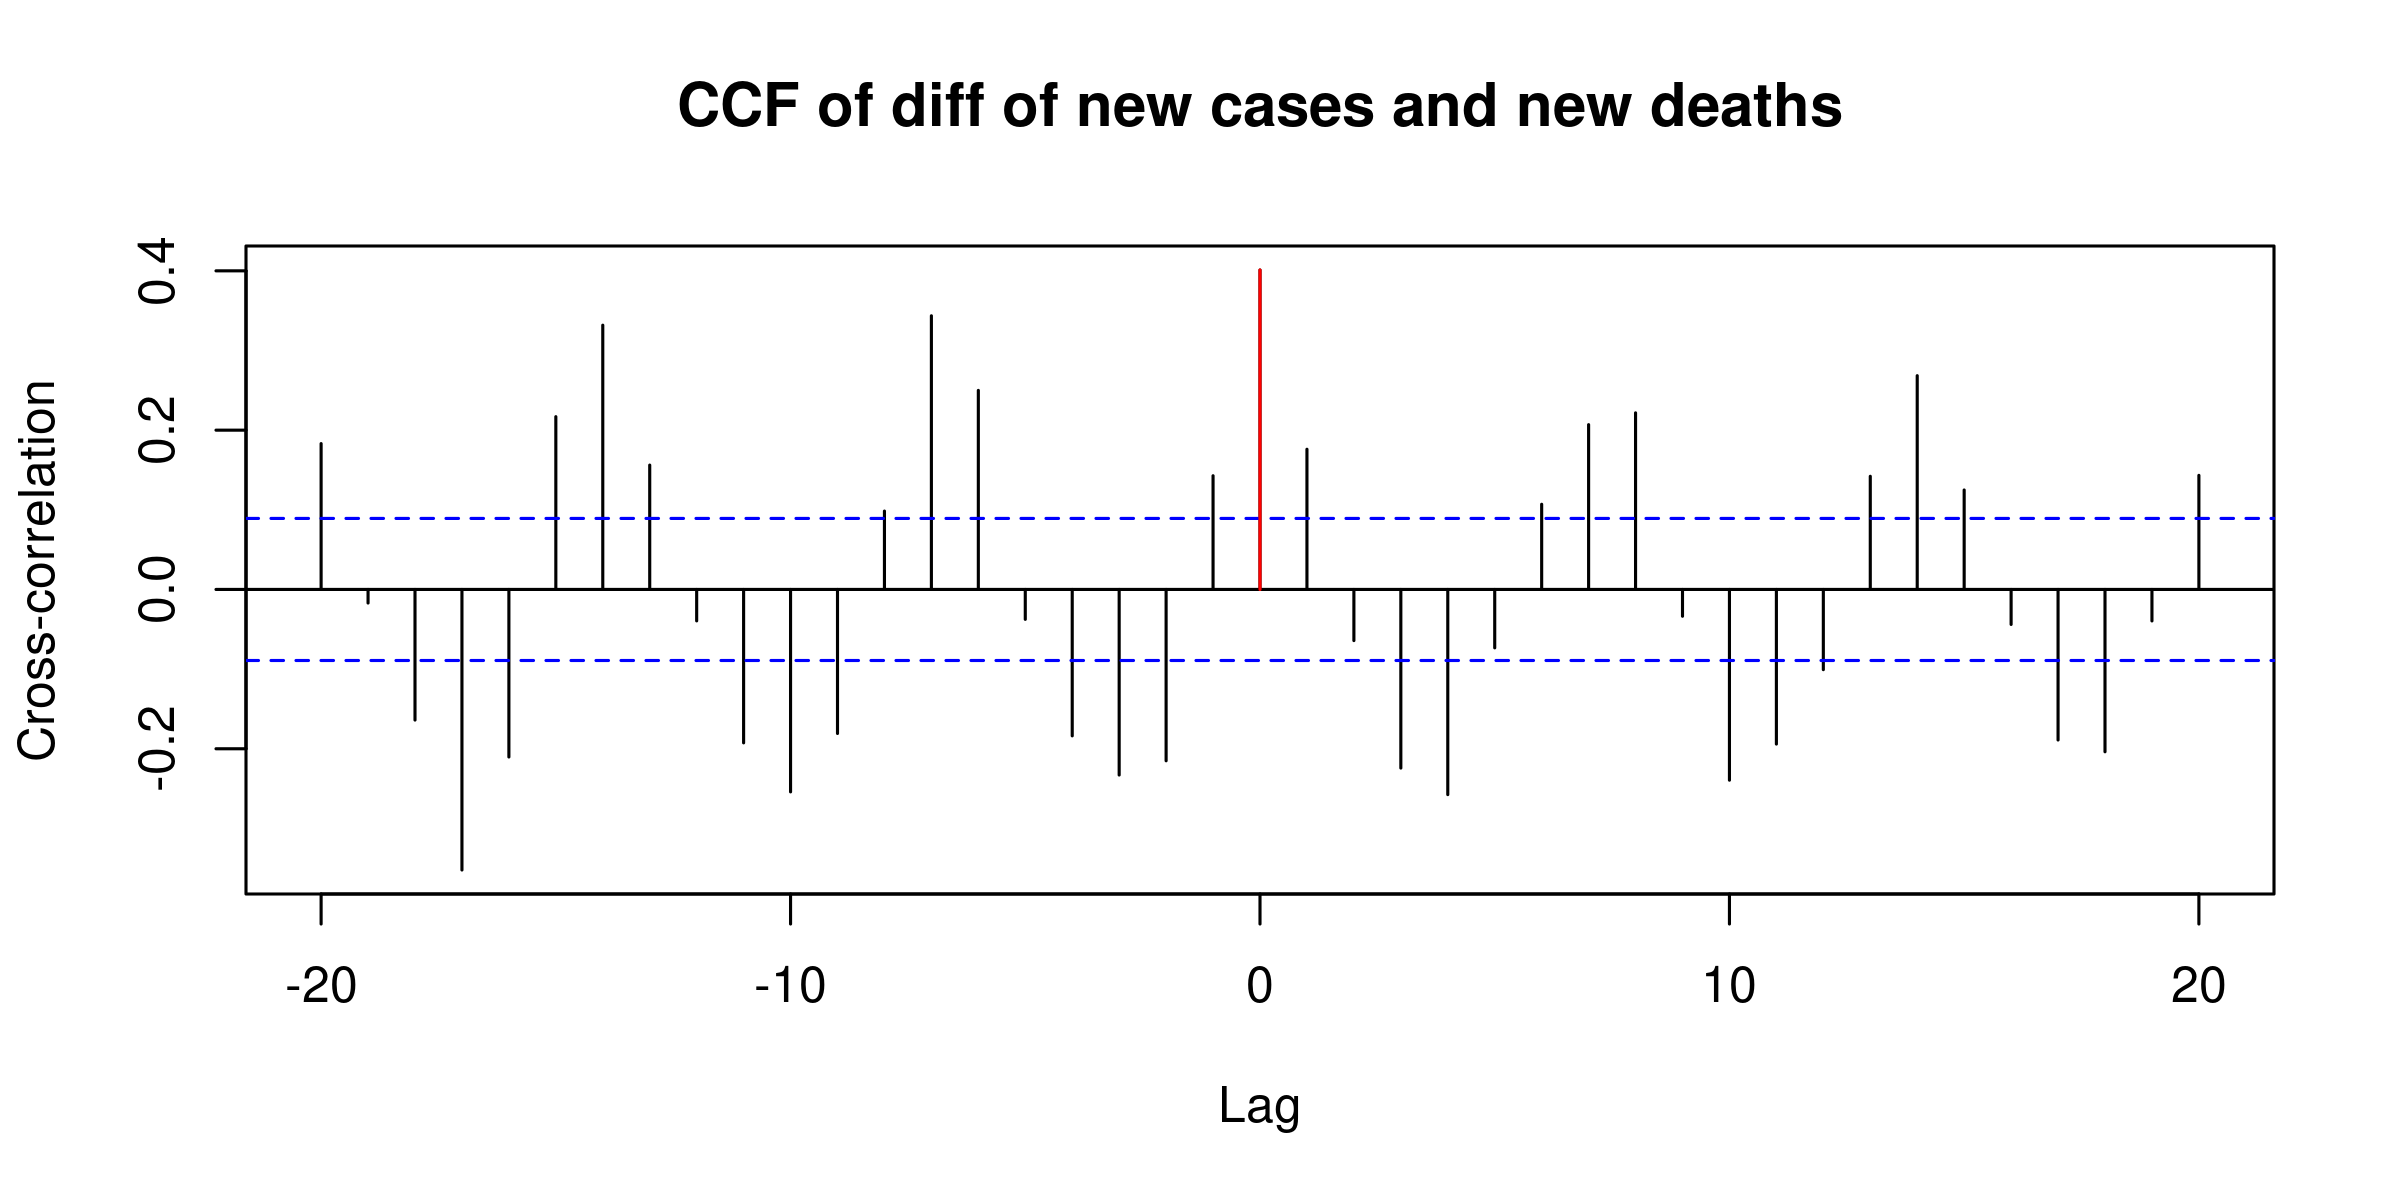 CCF of diff of new cases and new deaths
Cross-correlation
0.4
0.2
0.0
-0.2
-20 -10 0 10 20
Lag